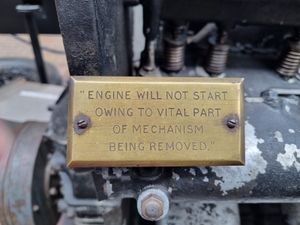 "ENGINE WILL NOT START
OWING TO VITAL PART
OF MECHANISM
BEING REMOVED."